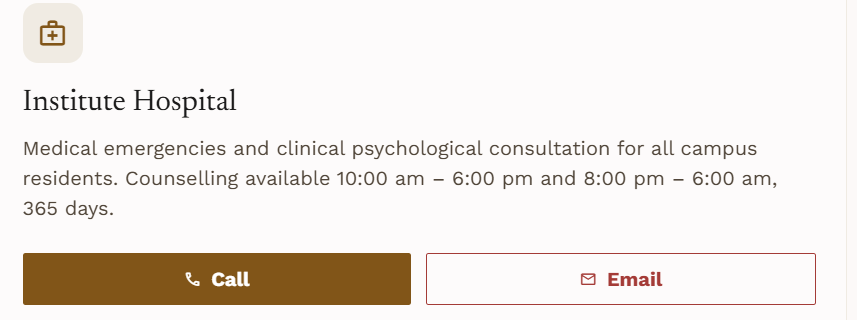 Institute Hospital
Medical emergencies and clinical psychological consultation for all campus
residents. Counselling available 10:00 am – 6:00 pm and 8:00 pm – 6:00 am,
365 days.
Call
Email